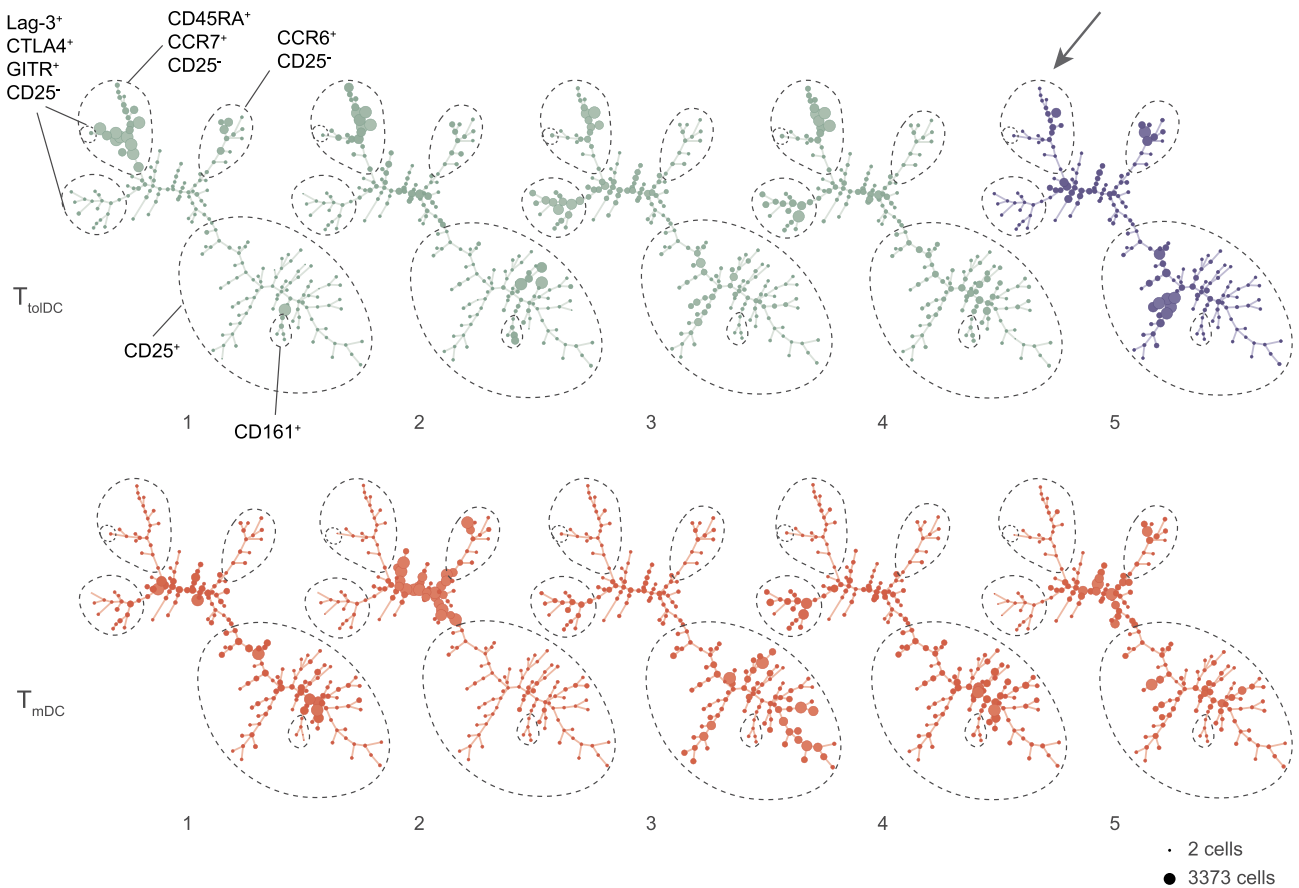 Lag-3⁺
CTLA4⁺
GITR⁺
CD25⁻
CD45RA⁺
CCR7⁺
CD25⁻
CCR6⁺
CD25⁻
T_tolDC
CD25⁺
CD161⁺
1 2 3 4 5
T_mDC
1 2 3 4 5
2 cells
3373 cells